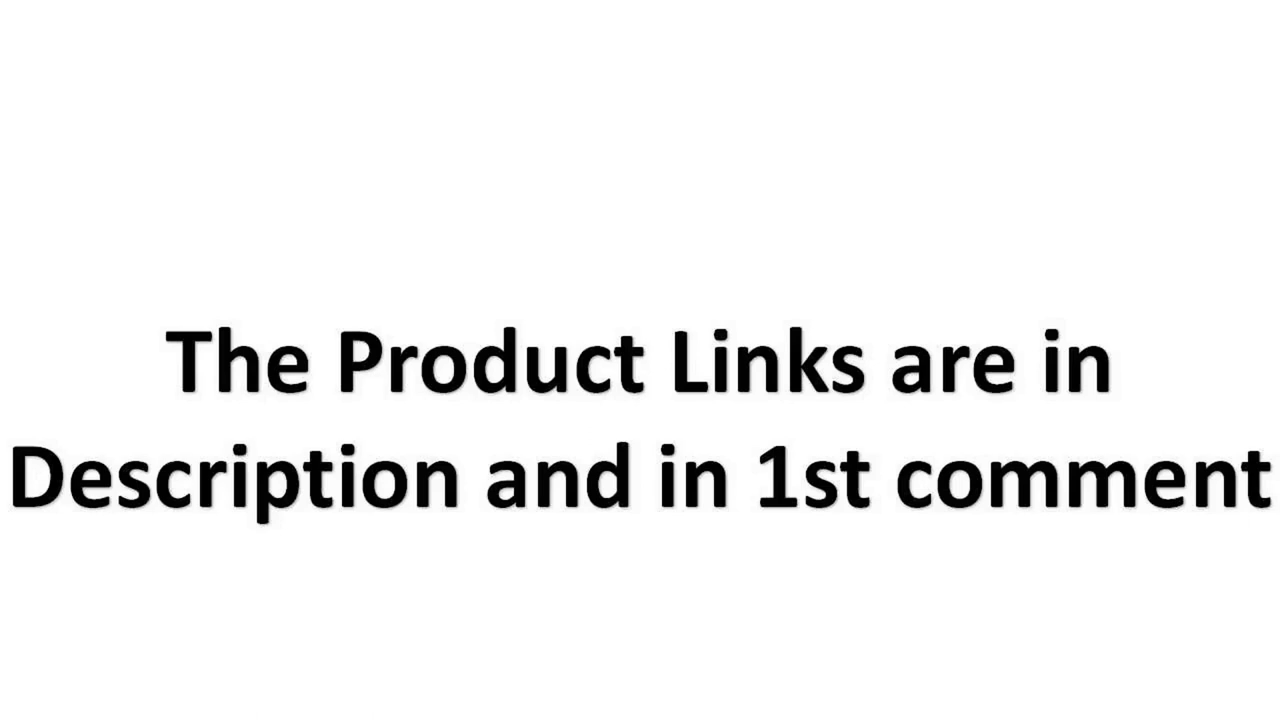 The Product Links are in
Description and in 1st comment